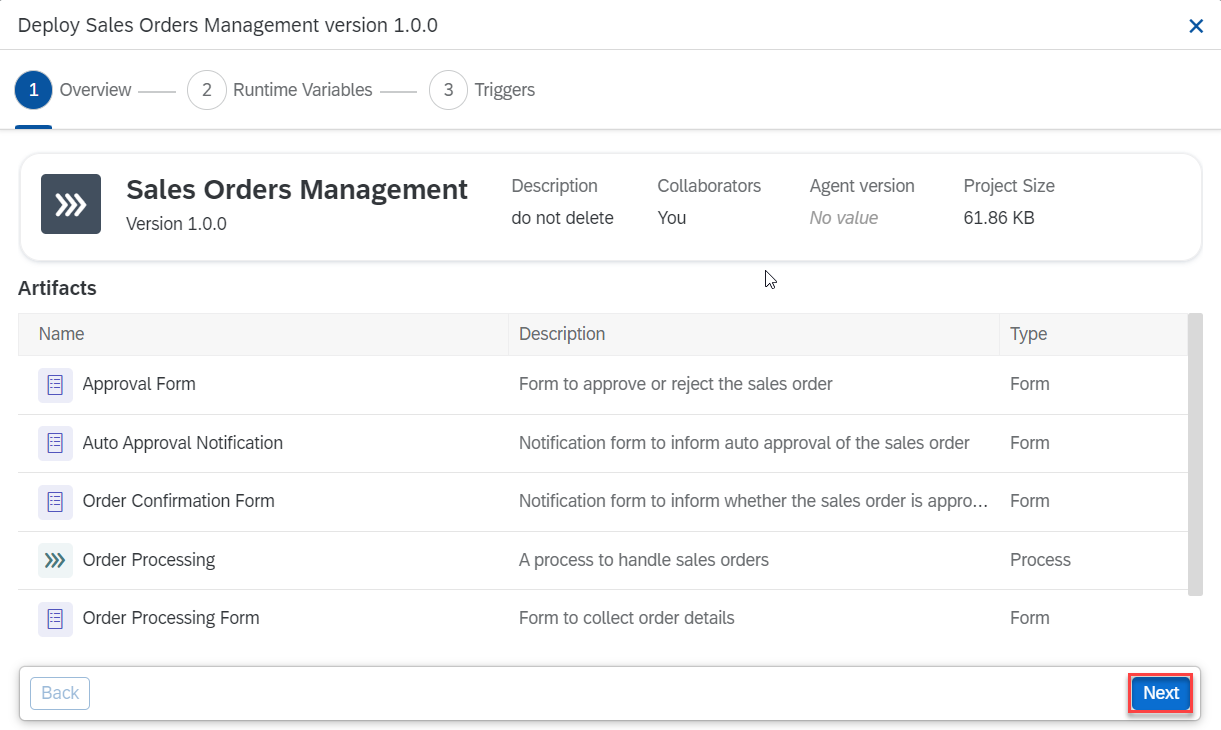 Deploy Sales Orders Management version 1.0.0
1 Overview 2 Runtime Variables 3 Triggers
Sales Orders Management
Version 1.0.0
Description Collaborators Agent version Project Size
do not delete You No value 61.86 KB
Artifacts
Name Description Type
Approval Form Form to approve or reject the sales order Form
Auto Approval Notification Notification form to inform auto approval of the sales order Form
Order Confirmation Form Notification form to inform whether the sales order is appro... Form
Order Processing A process to handle sales orders Process
Order Processing Form Form to collect order details Form
Back Next